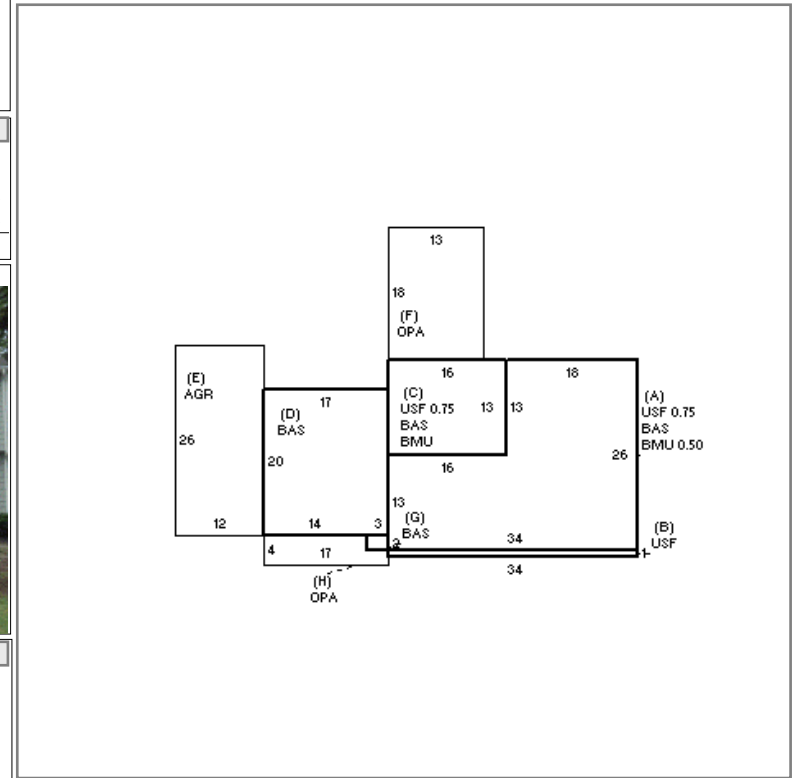 13
18
(F)
OPA
16
18
(E)
AGR
17
(C)
USF 0.75
BAS
BMU
13
13
(A)
USF 0.75
BAS
BMU 0.50
(D)
BAS
26
20
16
26
13
12
14
3
(G)
BAS
34
(B)
USF
4
17
2
1
34
(H)
OPA